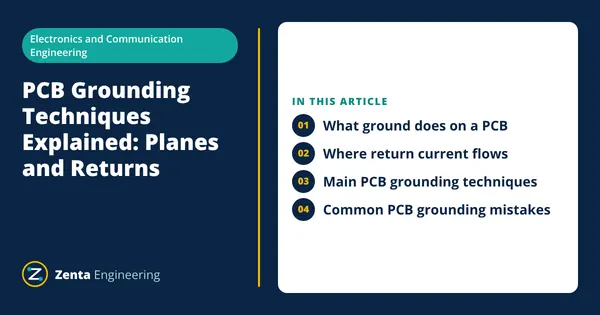 Electronics and Communication
Engineering
PCB Grounding
Techniques
Explained: Planes
and Returns
Z Zenta Engineering
IN THIS ARTICLE
01 What ground does on a PCB
02 Where return current flows
03 Main PCB grounding techniques
04 Common PCB grounding mistakes